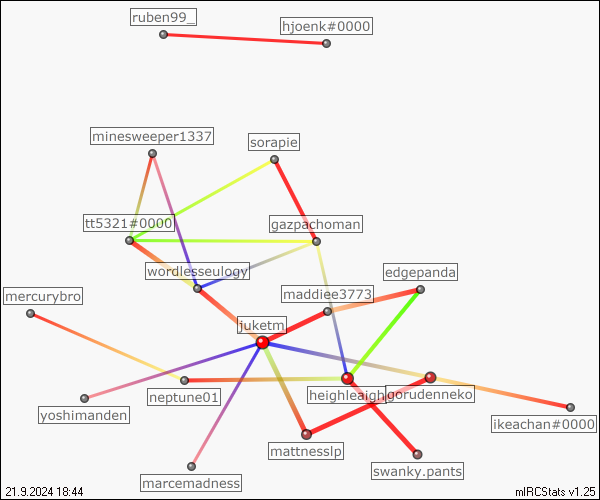 ruben99_
hjoenk#0000
minesweeper1337
sorapie
tt5321#0000
gazpachoman
wordlesseulogy
edgepanda
mercurybro
maddiee3773
juketm
neptune01
heighleaigh
gorudenneko
yoshimanden
ikeachan#0000
mattnesslp
swanky.pants
marcemadness
21.9.2024 18:44
mIRCStats v1.25